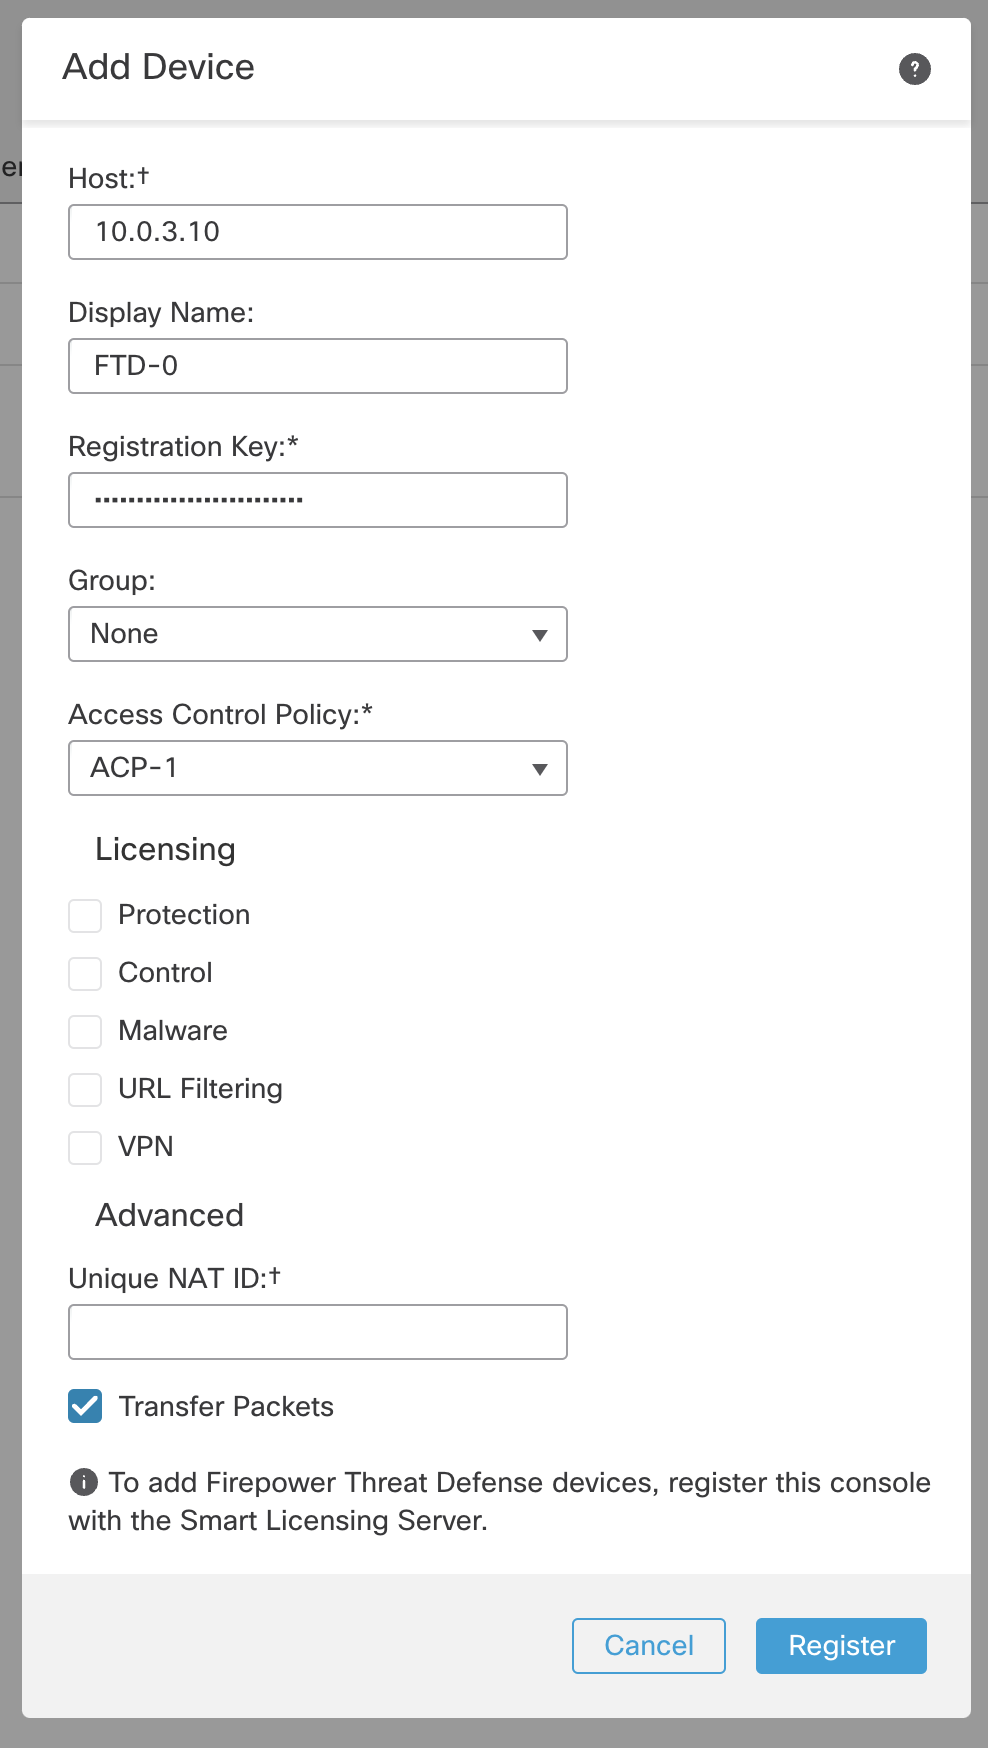 Add Device
?
er
Host:†
10.0.3.10
Display Name:
FTD-0
Registration Key:*
Group:
None
Access Control Policy:*
ACP-1
Licensing
Protection
Control
Malware
URL Filtering
VPN
Advanced
Unique NAT ID:†
Transfer Packets
To add Firepower Threat Defense devices, register this console
with the Smart Licensing Server.
Cancel
Register